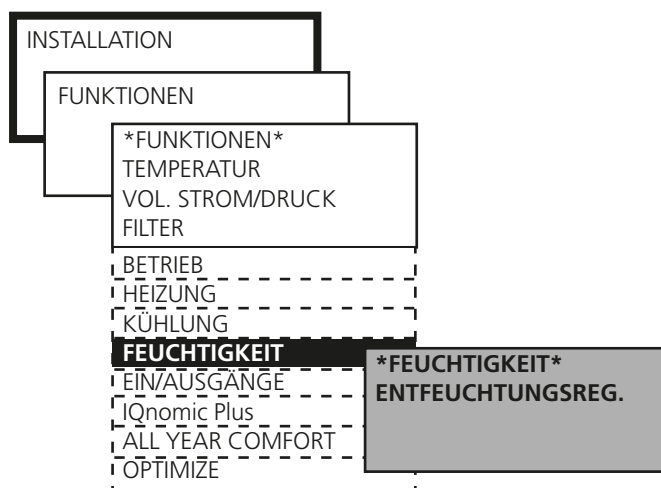 INSTALLATION
FUNKTIONEN
*FUNKTIONEN*
TEMPERATUR
VOL. STROM/DRUCK
FILTER
BETRIEB
HEIZUNG
KÜHLUNG
FEUCHTIGKEIT
EIN/AUSGÄNGE
IQnomic Plus
ALL YEAR COMFORT
OPTIMIZE
*FEUCHTIGKEIT*
ENTFEUCHTUNGSREG.